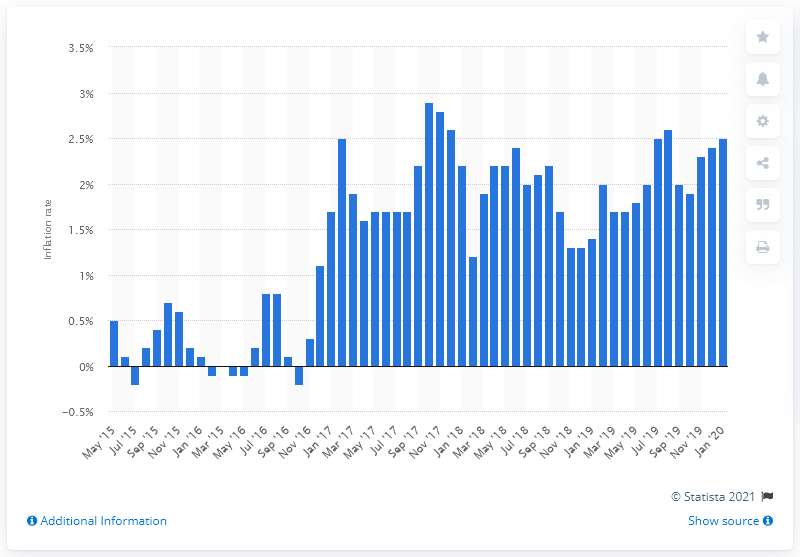 3.5%
3%
2.5%
2%
1.5%
1%
0.5%
0%
−0.5%
Inflation rate
May '15
Jul '15
Sep '15
Nov '15
Jan '16
Mar '15
May '16
Jul '16
Sep '16
Nov '16
Jan '17
Mar '17
May '17
Jul '17
Sep '17
Nov '17
Jan '18
Mar '18
May '18
Jul '18
Sep '18
Nov '18
Jan '19
Mar '19
May '19
Jul '19
Sep '19
Nov '19
Jan '20
© Statista 2021
Additional Information
Show source